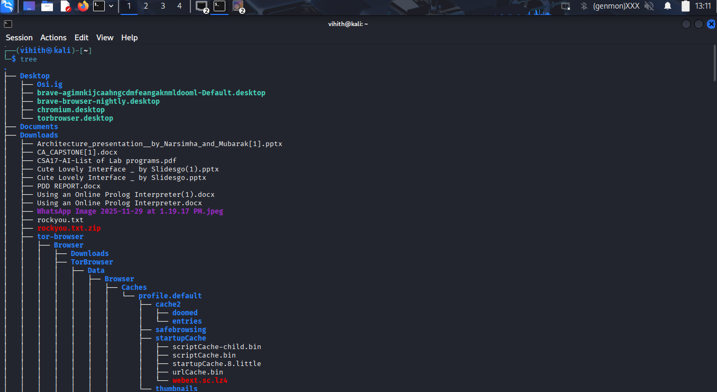 1 2 3 4 2 2 (genmon)XXX 13:11
vihith@kali: ~
Session Actions Edit View Help
┌──(vihith㉿kali)-[~]
└─$ tree
.
├── Desktop
│   ├── Osi.ig
│   ├── brave-agimnkijcaahngcdmfeangaknmldooml-Default.desktop
│   ├── brave-browser-nightly.desktop
│   ├── chromium.desktop
│   └── torbrowser.desktop
├── Documents
├── Downloads
│   ├── Architecture_presentation__by_Narsimha_and_Mubarak[1].pptx
│   ├── CA_CAPSTONE[1].docx
│   ├── CSA17-AI-List of Lab programs.pdf
│   ├── Cute Lovely Interface _ by Slidesgo(1).pptx
│   ├── Cute Lovely Interface _ by Slidesgo.pptx
│   ├── PDD REPORT.docx
│   ├── Using an Online Prolog Interpreter(1).docx
│   ├── Using an Online Prolog Interpreter.docx
│   ├── WhatsApp Image 2025-11-29 at 1.19.17 PM.jpeg
│   ├── rockyou.txt
│   ├── rockyou.txt.zip
│   ├── tor-browser
│   │   ├── Browser
│   │   │   ├── Downloads
│   │   │   ├── TorBrowser
│   │   │   │   ├── Data
│   │   │   │   │   ├── Browser
│   │   │   │   │   │   ├── Caches
│   │   │   │   │   │   │   └── profile.default
│   │   │   │   │   │   │       ├── cache2
│   │   │   │   │   │   │       │   ├── doomed
│   │   │   │   │   │   │       │   └── entries
│   │   │   │   │   │   │       ├── safebrowsing
│   │   │   │   │   │   │       ├── startupCache
│   │   │   │   │   │   │       │   ├── scriptCache-child.bin
│   │   │   │   │   │   │       │   ├── scriptCache.bin
│   │   │   │   │   │   │       │   ├── startupCache.8.little
│   │   │   │   │   │   │       │   ├── urlCache.bin
│   │   │   │   │   │   │       │   └── webext.sc.lz4
│   │   │   │   │   │   │       └── thumbnails